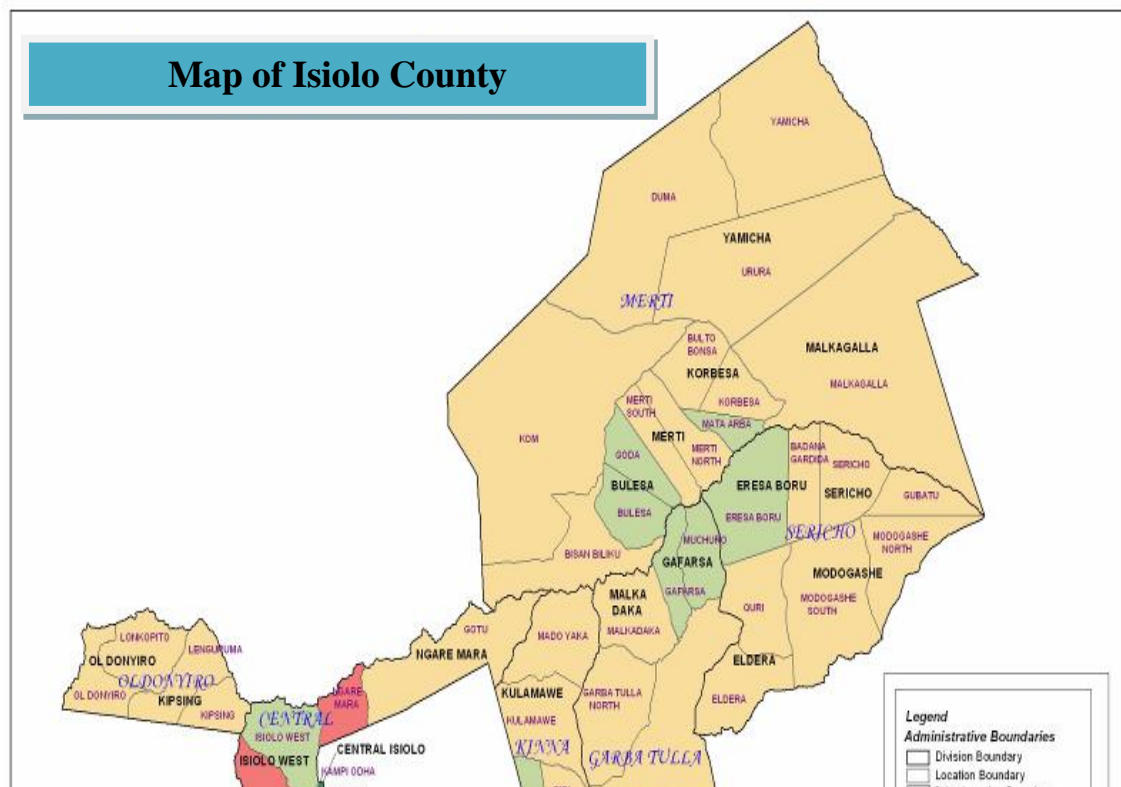 Map of Isiolo County
YAMICHA
DUMA
YAMICHA
URURA
MERTI
BULTO
BONSA
MALKAGALLA
KORBESA
MALKAGALLA
MERTI
SOUTH
KORBESA
MATA ARBA
KOM
MERTI
GODA
MERTI
NORTH
BADANA
GARDIDA
SERICHO
BULESA
ERESA BORU
SERICHO
GUBATU
BULESA
ERESA BORU
SERICHO
MUCHURO
MODOGASHE
NORTH
BISAN BILIKU
GAFARSA
MODOGASHE
MALKA
DAKA
GAFARSA
MODOGASHE
SOUTH
QURI
MALKADAKA
GOTU
MADO YAKA
LONKOPITO
LENGURUMA
NGARE MARA
OL DONYIRO
ELDERA
OLDONYIRO
OL DONYIRO
KIPSING
KIPSING
NGARE
MARA
KULAMAWE
GARBA TULLA
NORTH
ELDERA
CENTRAL
ISIOLO WEST
KULAMAWE
KINNA
GARBA TULLA
CENTRAL ISIOLO
ISIOLO WEST
KAMPI ODHA
Legend
Administrative Boundaries
Division Boundary
Location Boundary